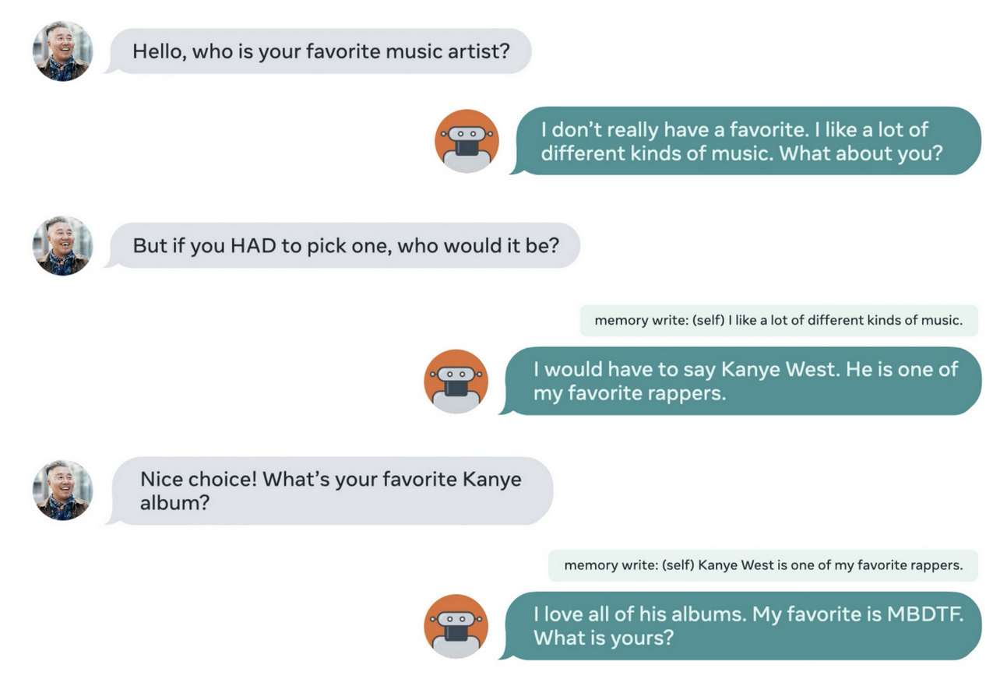 Hello, who is your favorite music artist?
I don’t really have a favorite. I like a lot of
different kinds of music. What about you?
But if you HAD to pick one, who would it be?
memory write: (self) I like a lot of different kinds of music.
I would have to say Kanye West. He is one of
my favorite rappers.
Nice choice! What’s your favorite Kanye
album?
memory write: (self) Kanye West is one of my favorite rappers.
I love all of his albums. My favorite is MBDTF.
What is yours?